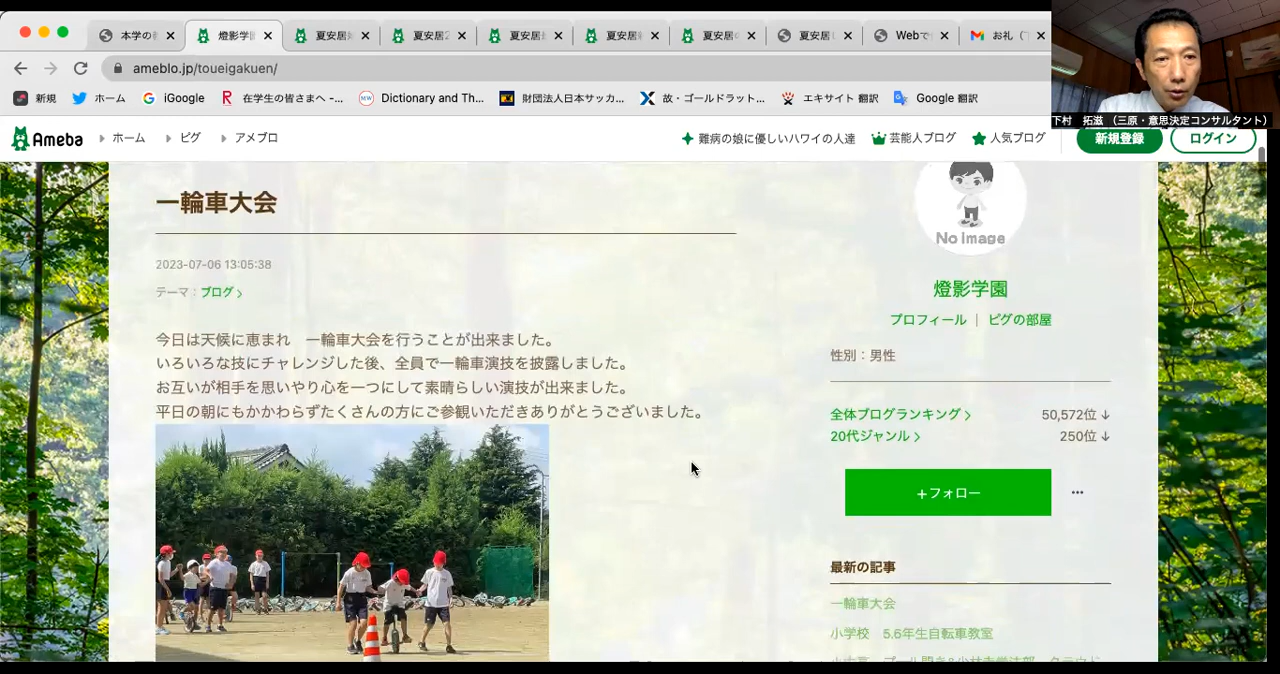 本学の
燈影学
夏安居
夏安居2
夏安居
夏安居
夏安居
夏安居
Webで
お礼（
ameblo.jp/toueigakuen/
新規
ホーム
iGoogle
在学生の皆さまへ -...
Dictionary and Th...
財団法人日本サッカ...
故・ゴールドラット...
エキサイト 翻訳
Google 翻訳
下村 拓滋 （三原・意思決定コンサルタント）
Ameba
ホーム
ピグ
アメブロ
難病の娘に優しいハワイの人達
芸能人ブログ
人気ブログ
新規登録
ログイン
一輪車大会
2023-07-06 13:05:38
テーマ：ブログ
今日は天候に恵まれ　一輪車大会を行うことが出来ました。
いろいろな技にチャレンジした後、全員で一輪車演技を披露しました。
お互いが相手を思いやり心を一つにして素晴らしい演技が出来ました。
平日の朝にもかかわらずたくさんの方にご参観いただきありがとうございました。
No Image
燈影学園
プロフィール｜ピグの部屋
性別：男性
全体ブログランキング 50,572位↓
20代ジャンル 250位↓
＋フォロー
最新の記事
一輪車大会
小学校　5.6年生自転車教室